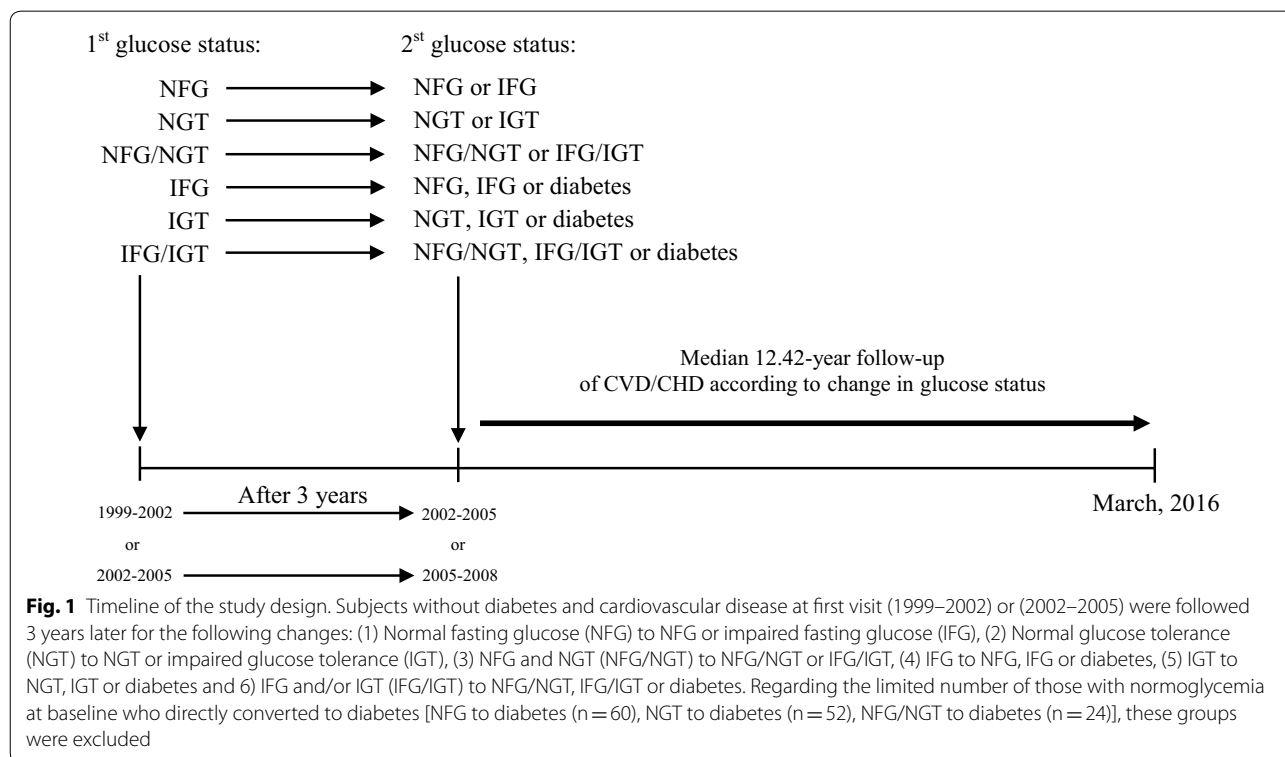 1st glucose status: 2st glucose status:
NFG NFG or IFG
NGT NGT or IGT
NFG/NGT NFG/NGT or IFG/IGT
IFG NFG, IFG or diabetes
IGT NGT, IGT or diabetes
IFG/IGT NFG/NGT, IFG/IGT or diabetes
Median 12.42-year follow-up
of CVD/CHD according to change in glucose status
After 3 years
March, 2016
1999-2002 2002-2005
or or
2002-2005 2005-2008
Fig. 1 Timeline of the study design. Subjects without diabetes and cardiovascular disease at first visit (1999–2002) or (2002–2005) were followed
3 years later for the following changes: (1) Normal fasting glucose (NFG) to NFG or impaired fasting glucose (IFG), (2) Normal glucose tolerance
(NGT) to NGT or impaired glucose tolerance (IGT), (3) NFG and NGT (NFG/NGT) to NFG/NGT or IFG/IGT, (4) IFG to NFG, IFG or diabetes, (5) IGT to
NGT, IGT or diabetes and 6) IFG and/or IGT (IFG/IGT) to NFG/NGT, IFG/IGT or diabetes. Regarding the limited number of those with normoglycemia
at baseline who directly converted to diabetes [NFG to diabetes (n = 60), NGT to diabetes (n = 52), NFG/NGT to diabetes (n = 24)], these groups
were excluded